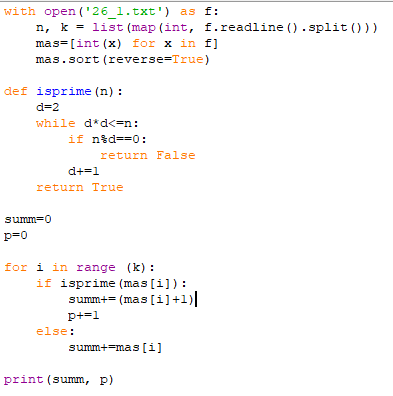 with open('26_1.txt') as f:
    n, k = list(map(int, f.readline().split()))
    mas=[int(x) for x in f]
    mas.sort(reverse=True)

def isprime(n):
    d=2
    while d*d<=n:
        if n%d==0:
            return False
        d+=1
    return True

summ=0
p=0

for i in range (k):
    if isprime(mas[i]):
        summ+=(mas[i]+1)
        p+=1
    else:
        summ+=mas[i]

print(summ, p)